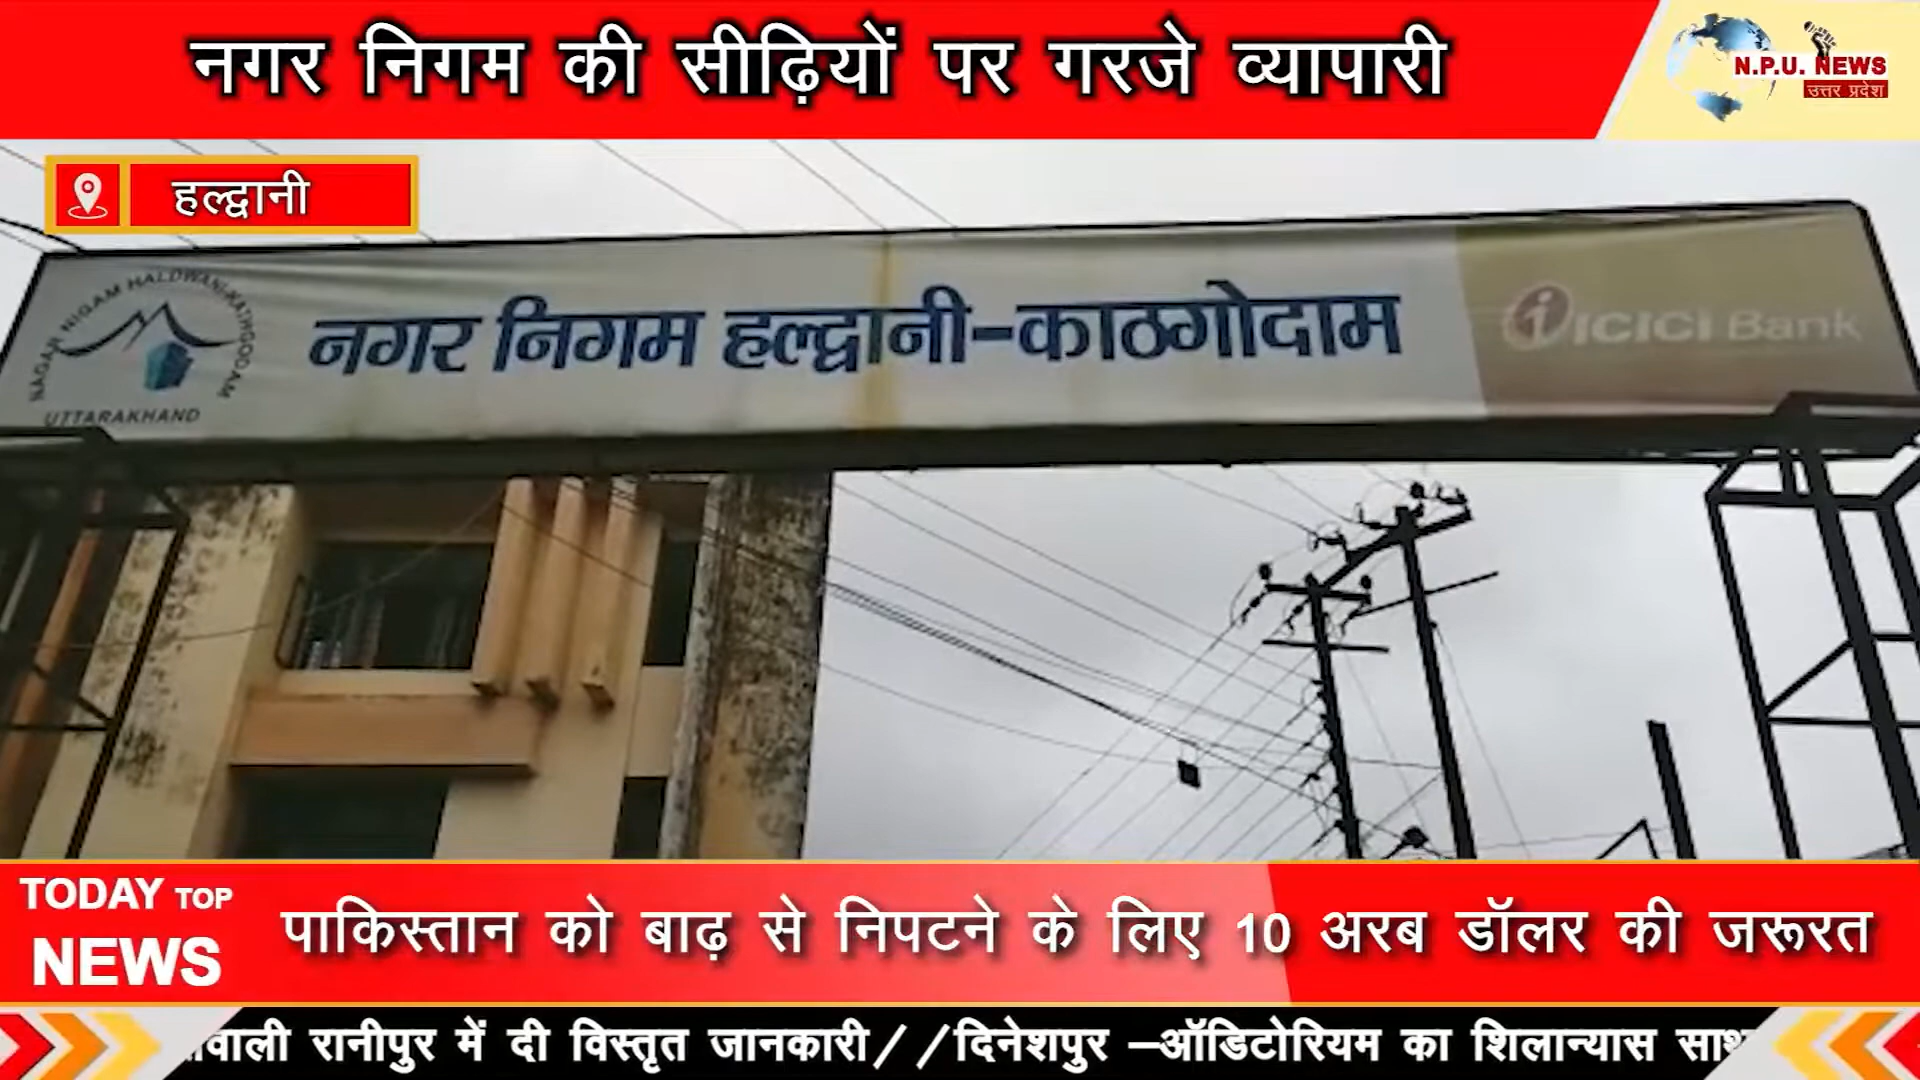 नगर निगम की सीढ़ियों पर गरजे व्यापारी
N.P.U. NEWS
उत्तर प्रदेश
हल्द्वानी
NAGAR NIGAM HALDWANI-KATHGODAM
UTTARAKHAND
नगर निगम हल्द्वानी-काठगोदाम
ICICI Bank
TODAY TOP
NEWS
पाकिस्तान को बाढ़ से निपटने के लिए 10 अरब डॉलर की जरूरत
रानीपुर में दी विस्तृत जानकारी//दिनेशपुर –ऑडिटोरियम का शिलान्यास